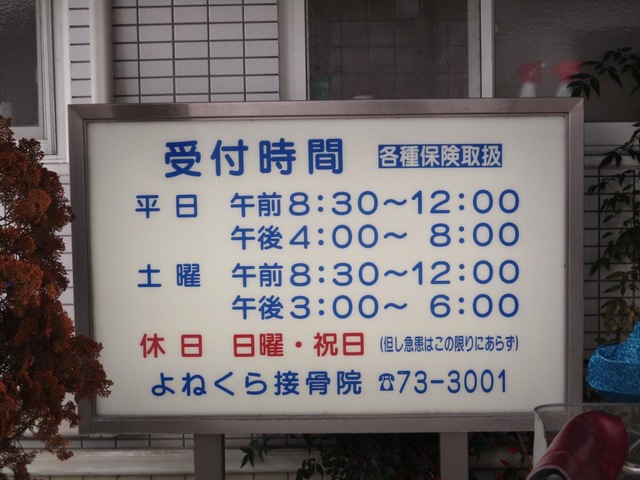 受付時間 各種保険取扱
平日 午前8:30〜12:00
午後4:00〜 8:00
土曜 午前8:30〜12:00
午後3:00〜 6:00
休日 日曜・祝日 (但し急患はこの限りにあらず)
よねくら接骨院 ☎73-3001